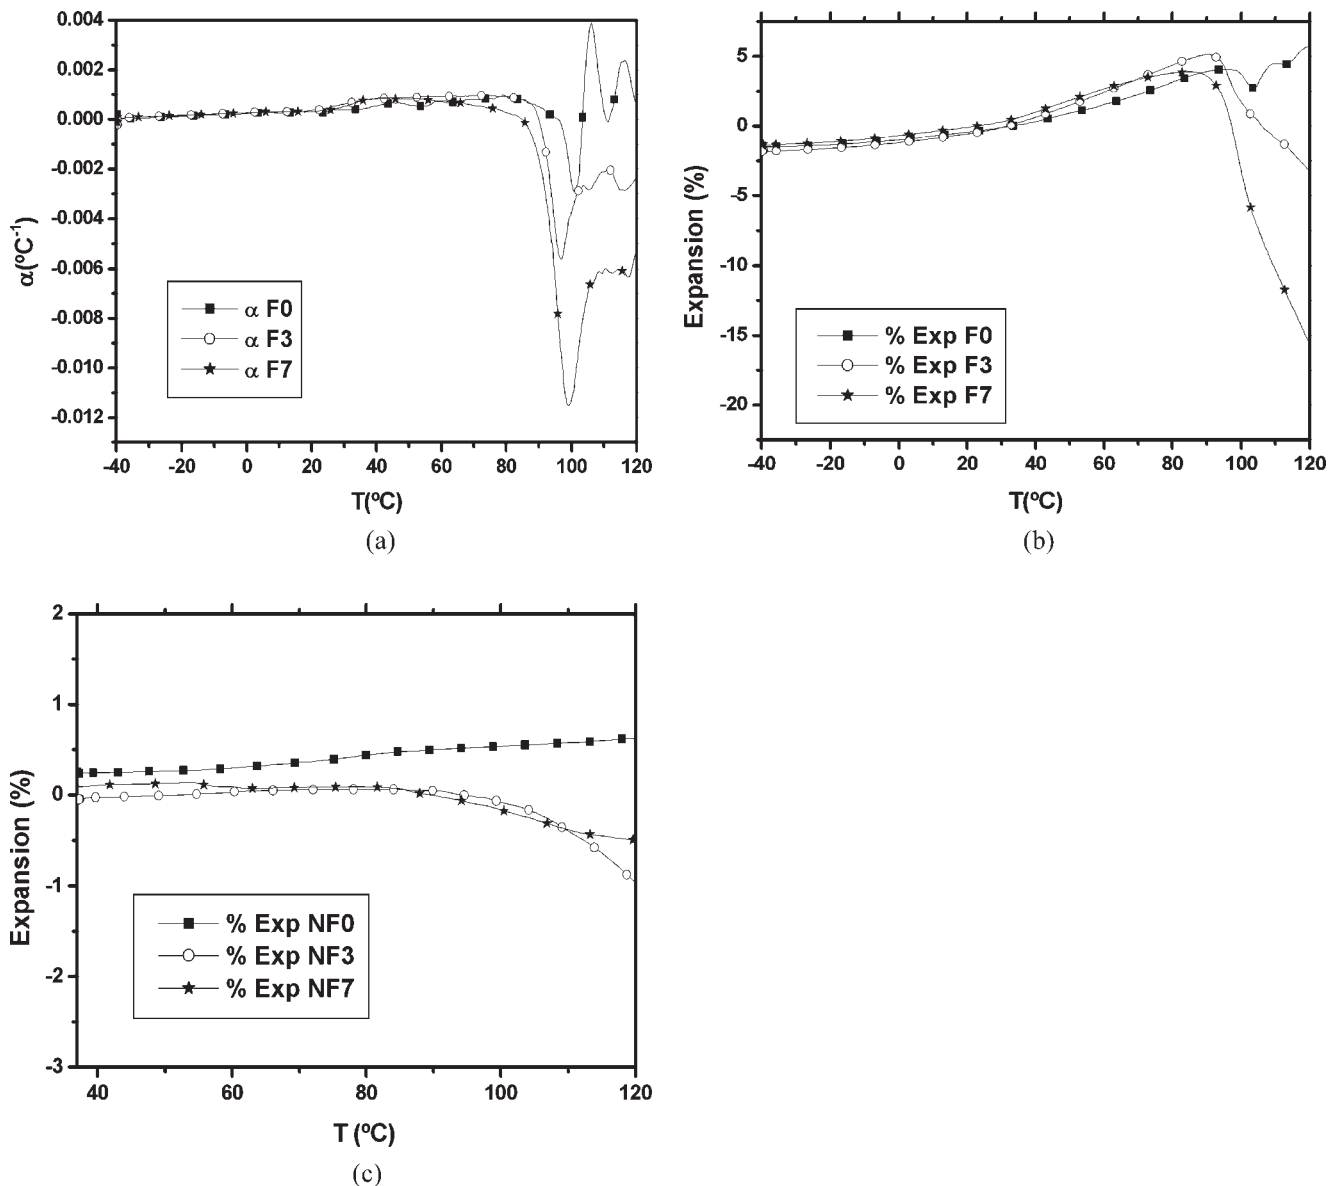 0.004
0.002
0.000
-0.002
-0.004
-0.006
-0.008
-0.010
-0.012
α(ºC-1)
α F0
α F3
α F7
-40 -20 0 20 40 60 80 100 120
T(ºC)
(a)
5
0
-5
-10
-15
-20
Expansion (%)
% Exp F0
% Exp F3
% Exp F7
-40 -20 0 20 40 60 80 100 120
T(ºC)
(b)
2
1
0
-1
-2
-3
Expansion (%)
% Exp NF0
% Exp NF3
% Exp NF7
40 60 80 100 120
T (ºC)
(c)